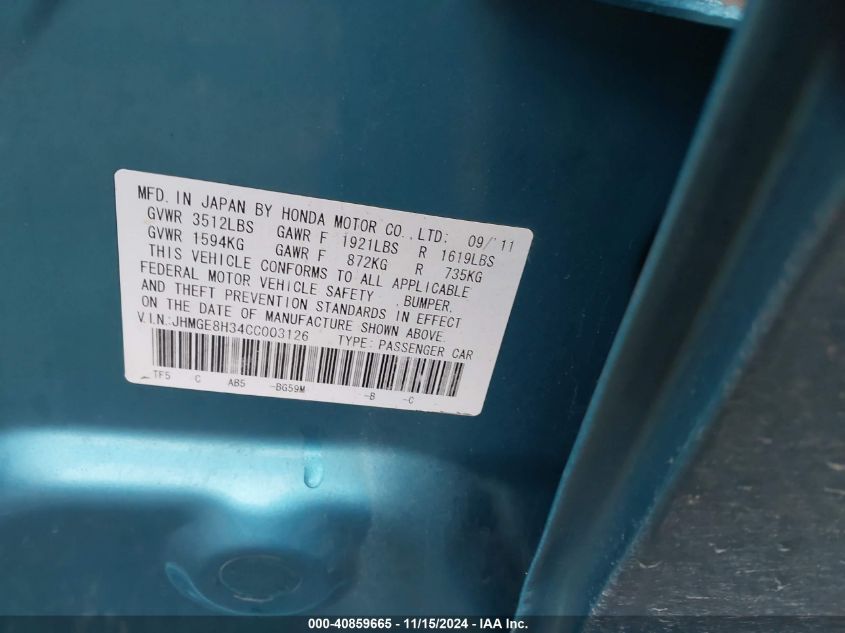 MFD. IN JAPAN BY HONDA MOTOR CO., LTD: 09/11
GVWR 3512LBS GAWR F 1921LBS R 1619LBS
GVWR 1594KG GAWR F 872KG R 735KG
THIS VEHICLE CONFORMS TO ALL APPLICABLE
FEDERAL MOTOR VEHICLE SAFETY , BUMPER,
AND THEFT PREVENTION STANDARDS IN EFFECT
ON THE DATE OF MANUFACTURE SHOWN ABOVE.
V.I.N.:JHMGE8H34CC003126 TYPE: PASSENGER CAR
TF5 C AB5 -BG59M -B -C
000-40859665 - 11/15/2024 - IAA Inc.